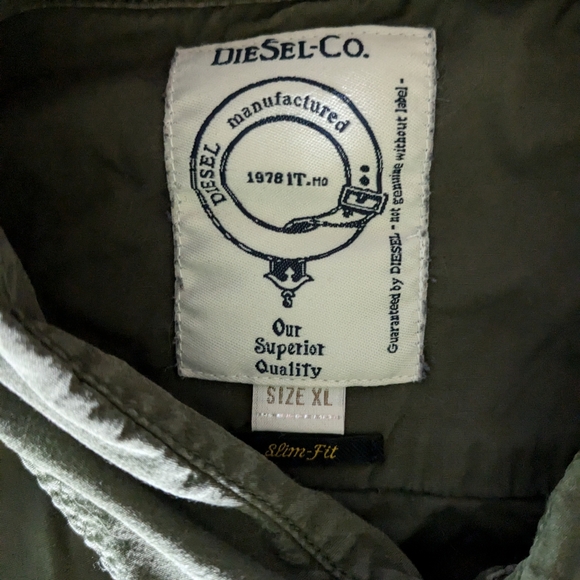 DIESEL-CO.
DIESEL manufactured
1978 IT.MO
Guaranteed by DIESEL - not genuine without label -
Our
Superior
Quality
SIZE XL
Slim-Fit